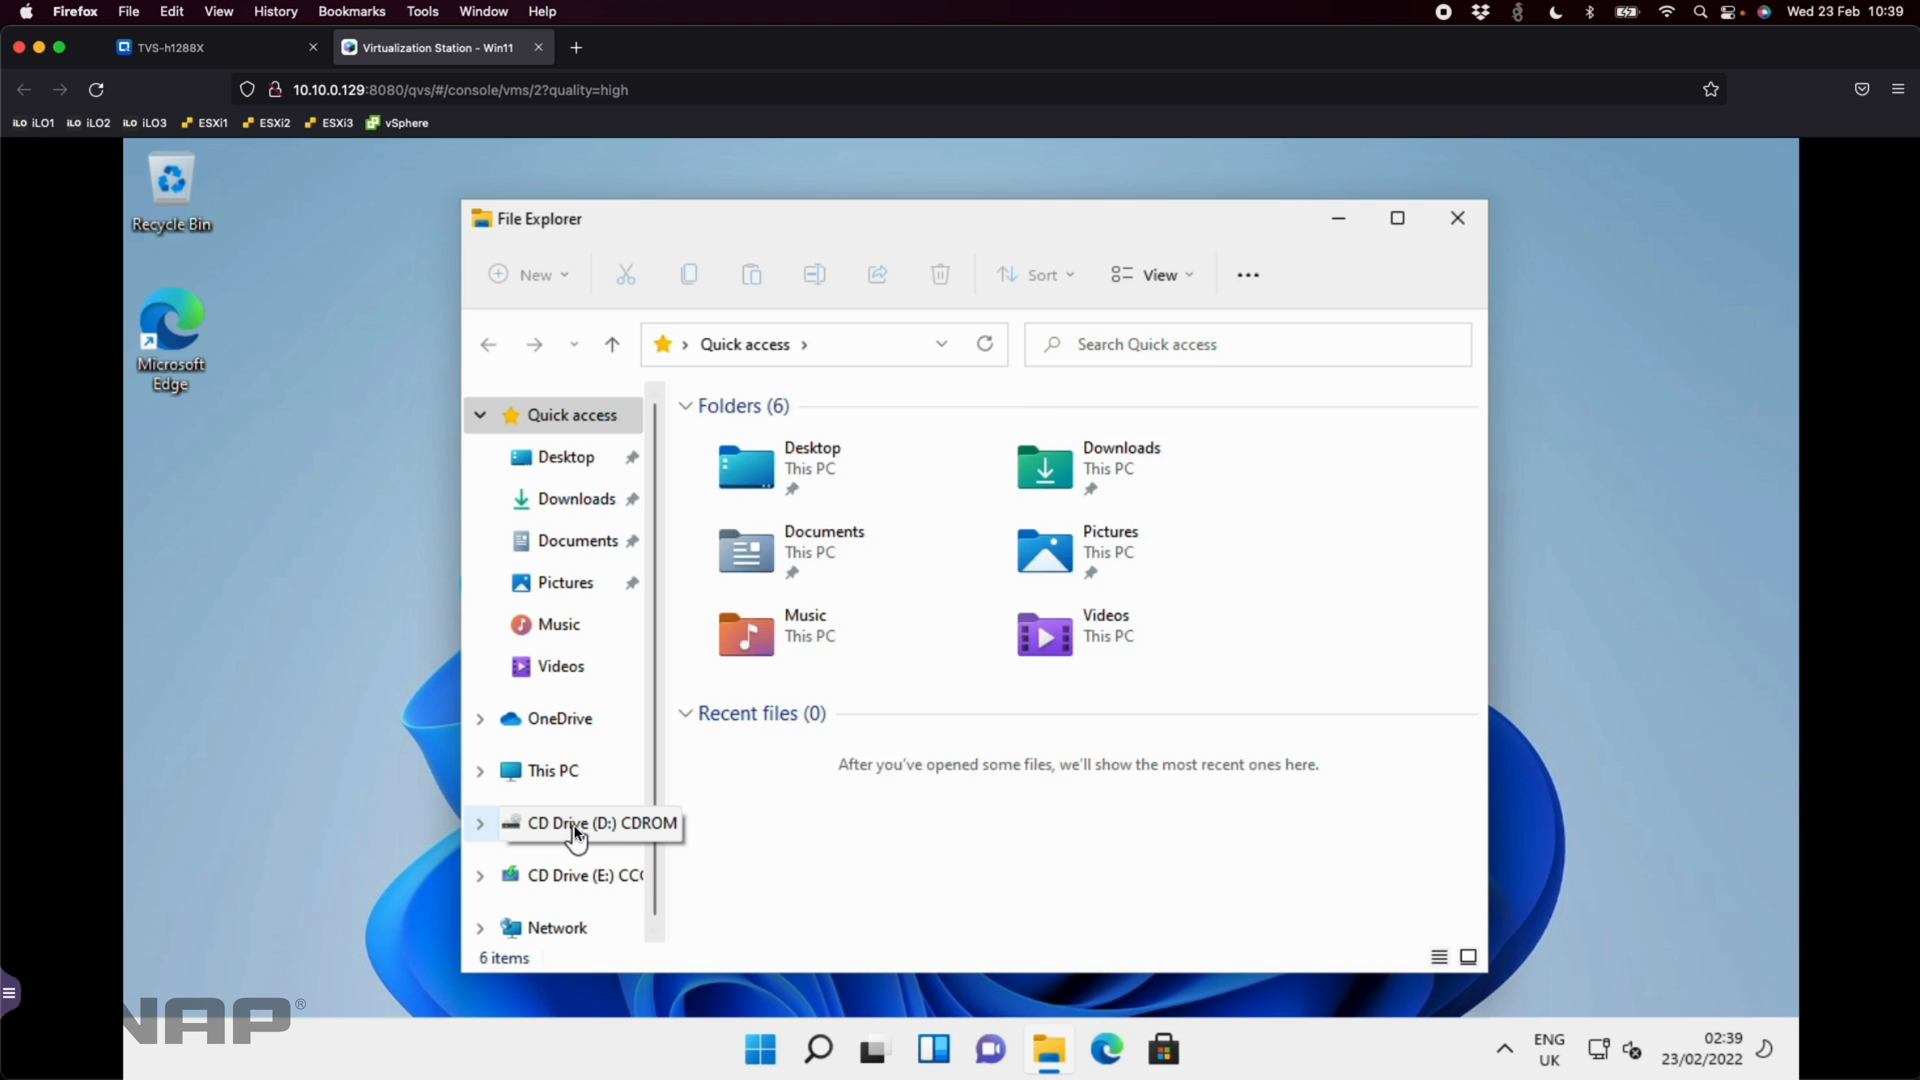 Firefox File Edit View History Bookmarks Tools Window Help
Wed 23 Feb 10:39
TVS-h1288X
Virtualization Station - Win11
10.10.0.129:8080/qvs/#/console/vms/2?quality=high
iLO iLO1 iLO iLO2 iLO iLO3 ESXi1 ESXi2 ESXi3 vSphere
Recycle Bin
Microsoft
Edge
File Explorer
New
Sort
View
Quick access
Search Quick access
Quick access
Desktop
Downloads
Documents
Pictures
Music
Videos
OneDrive
This PC
CD Drive (D:) CDROM
CD Drive (E:) CC
Network
Folders (6)
Desktop
This PC
Downloads
This PC
Documents
This PC
Pictures
This PC
Music
This PC
Videos
This PC
Recent files (0)
After you've opened some files, we'll show the most recent ones here.
6 items
NAP®
ENG
UK
02:39
23/02/2022